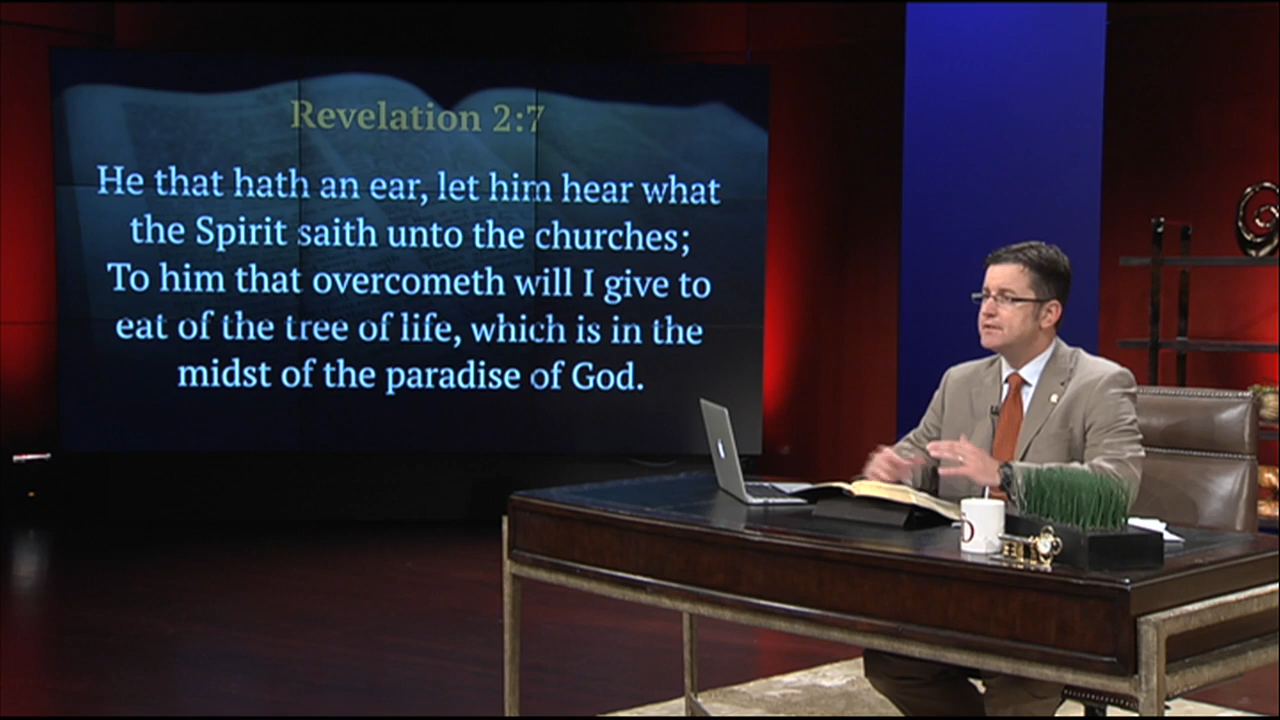 Revelation 2:7
He that hath an ear, let him hear what
the Spirit saith unto the churches;
To him that overcometh will I give to
eat of the tree of life, which is in the
midst of the paradise of God.